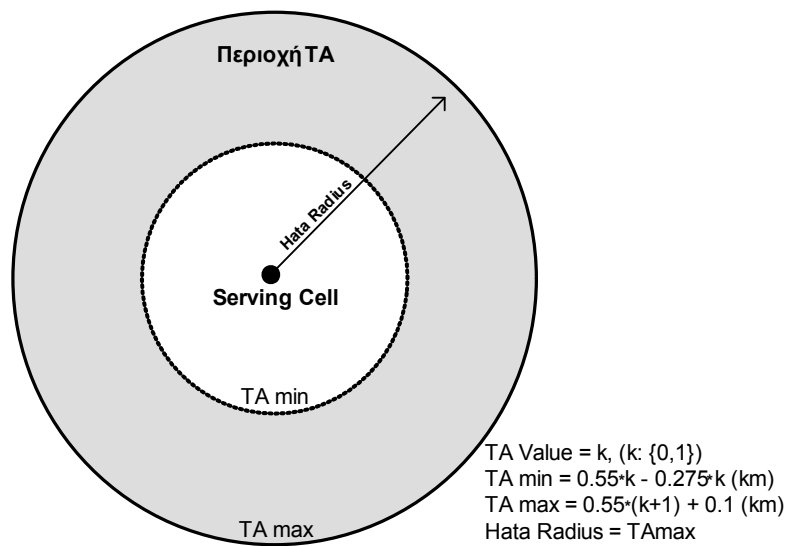 Περιοχή TA
Hata Radius
Serving Cell
TA min
TA max
TA Value = k, (k: {0,1})
TA min = 0.55*k - 0.275*k (km)
TA max = 0.55*(k+1) + 0.1 (km)
Hata Radius = TAmax